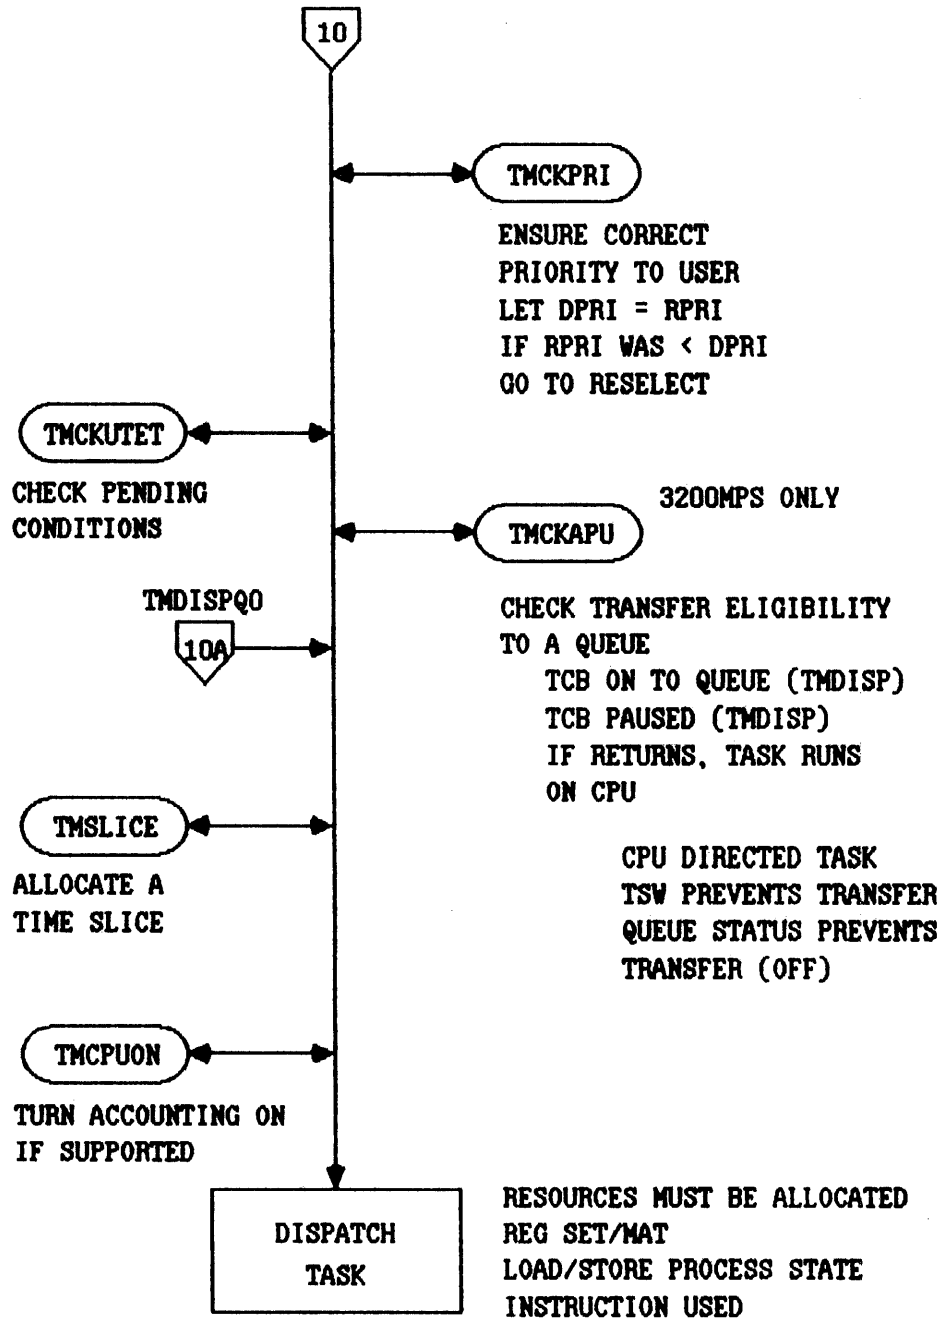 10
TMCKPRI
ENSURE CORRECT
PRIORITY TO USER
LET DPRI = RPRI
IF RPRI WAS < DPRI
GO TO RESELECT
TMCKUTET
CHECK PENDING
CONDITIONS
3200MPS ONLY
TMCKAPU
CHECK TRANSFER ELIGIBILITY
TO A QUEUE
TCB ON TO QUEUE (TMDISP)
TCB PAUSED (TMDISP)
IF RETURNS, TASK RUNS
ON CPU
CPU DIRECTED TASK
TSW PREVENTS TRANSFER
QUEUE STATUS PREVENTS
TRANSFER (OFF)
TMDISPQ0
10A
TMSLICE
ALLOCATE A
TIME SLICE
TMCPUON
TURN ACCOUNTING ON
IF SUPPORTED
DISPATCH
TASK
RESOURCES MUST BE ALLOCATED
REG SET/MAT
LOAD/STORE PROCESS STATE
INSTRUCTION USED